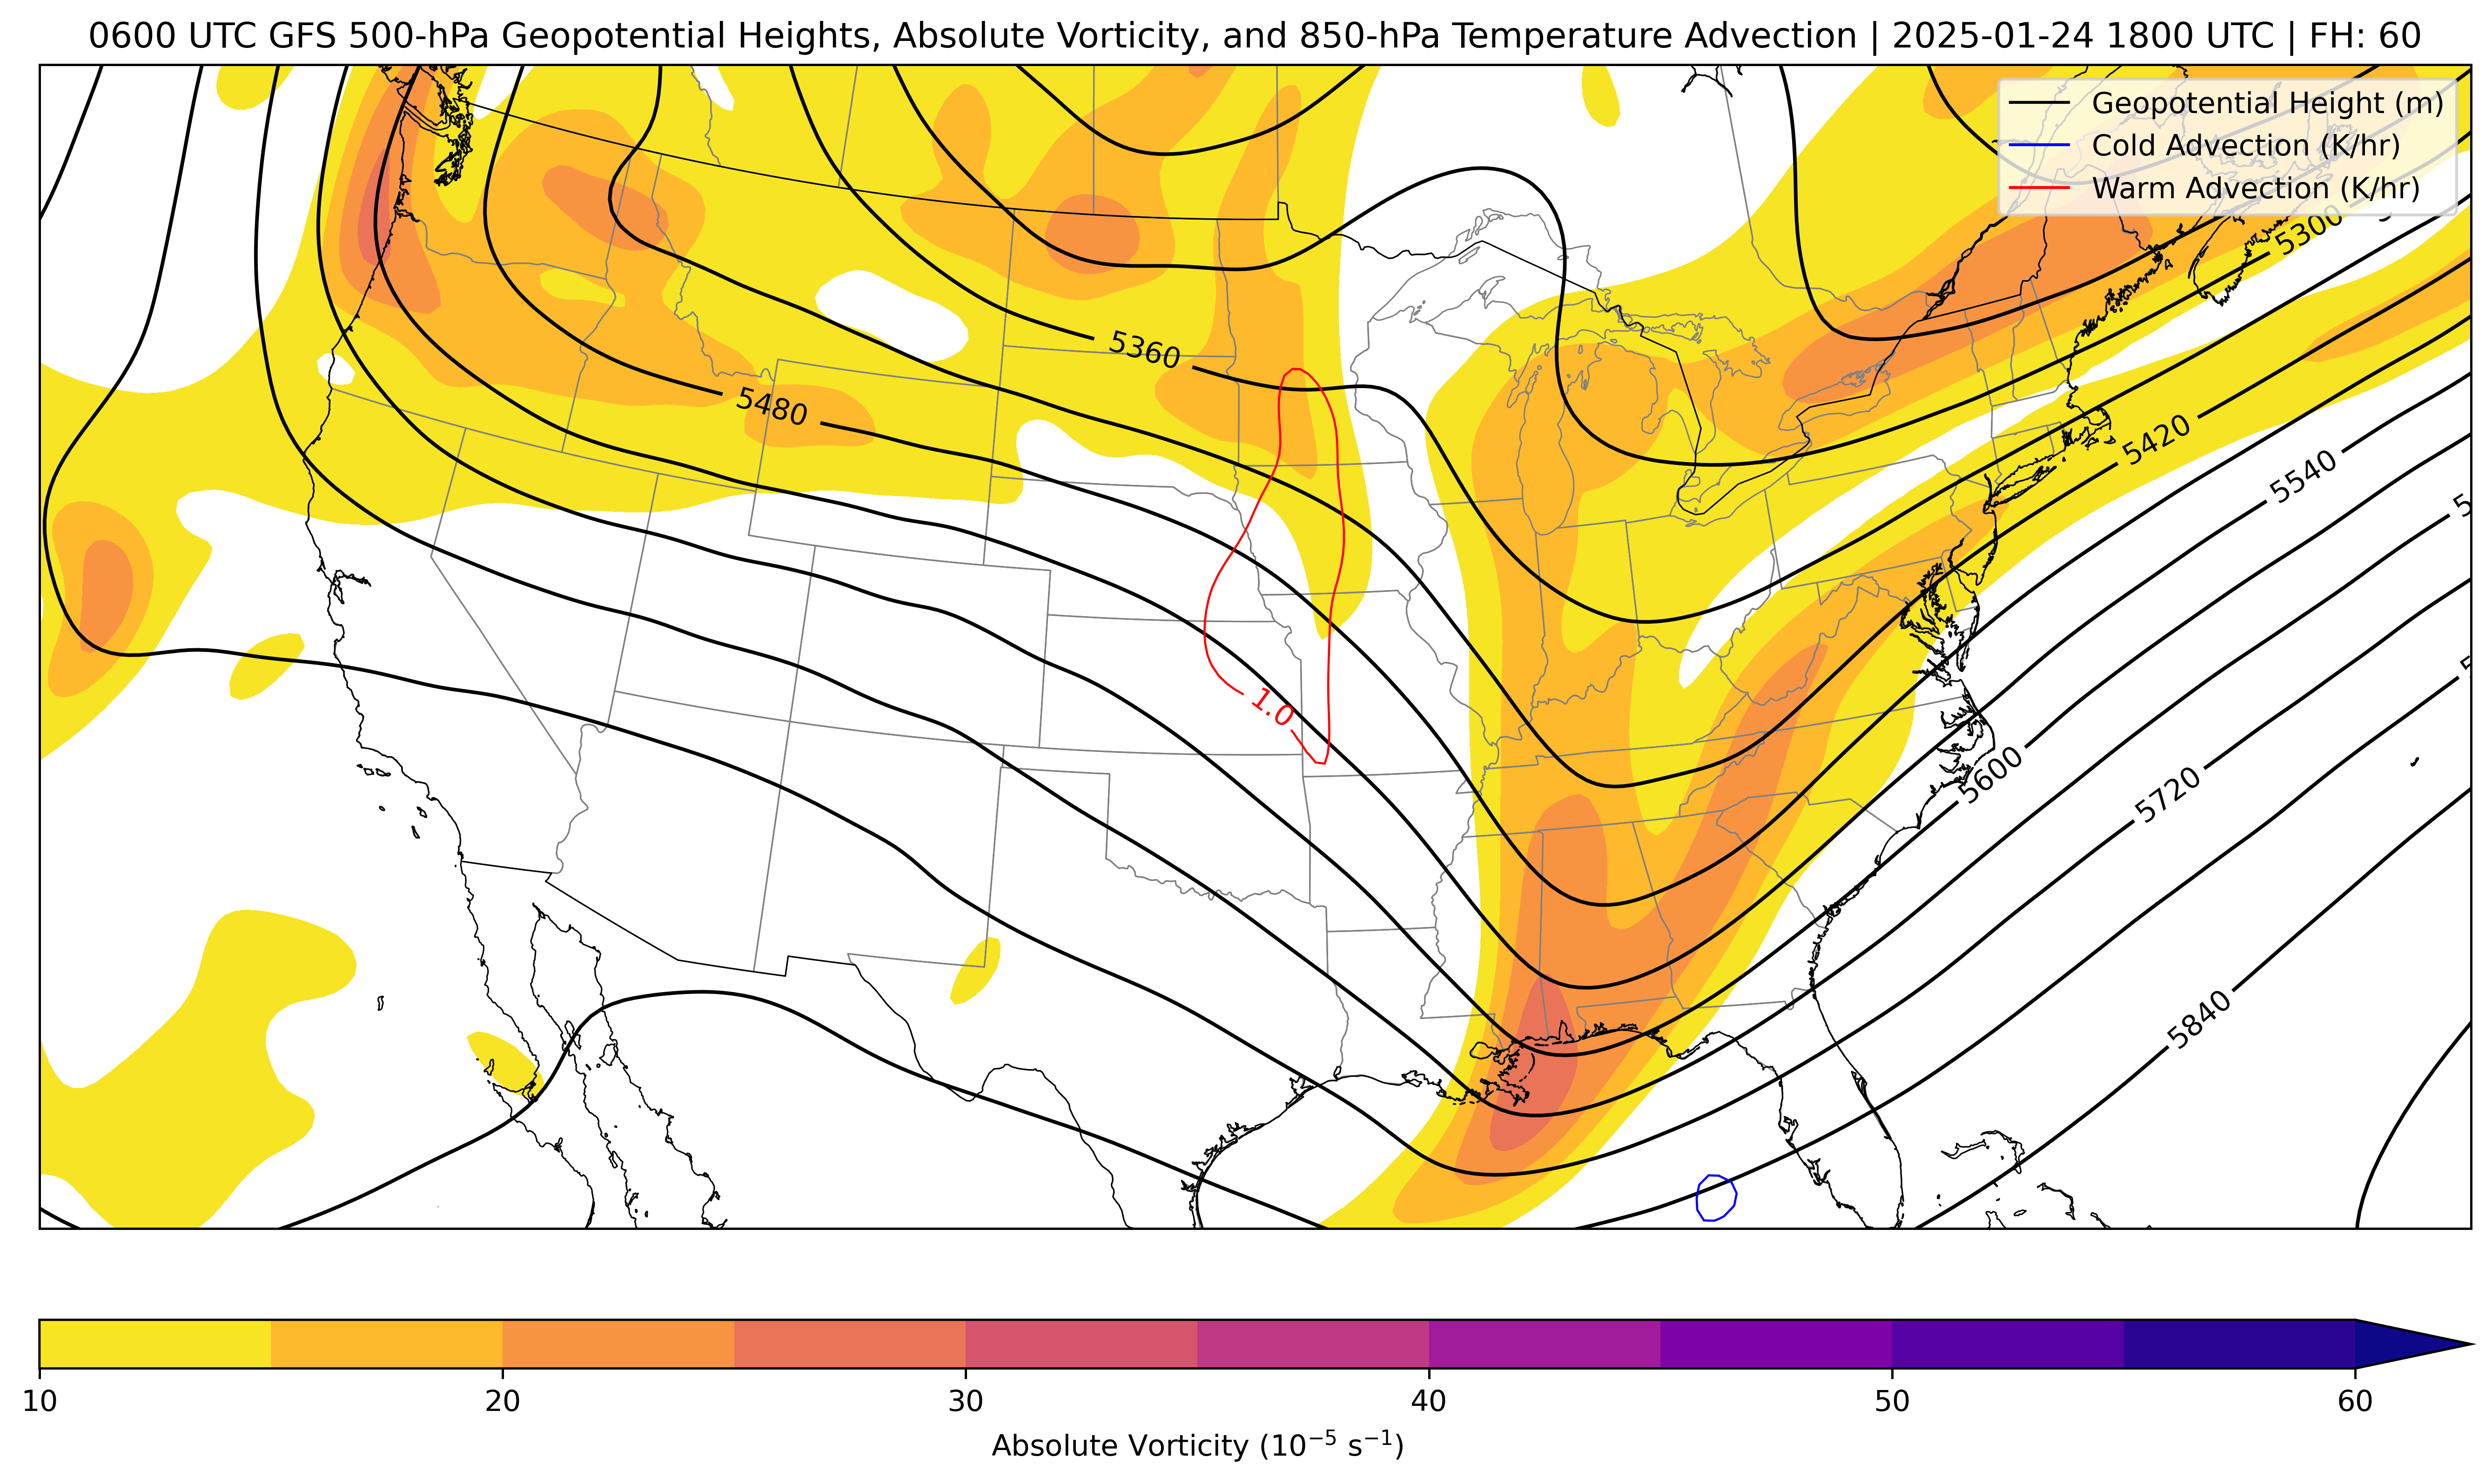 0600 UTC GFS 500-hPa Geopotential Heights, Absolute Vorticity, and 850-hPa Temperature Advection | 2025-01-24 1800 UTC | FH: 60
Geopotential Height (m)
Cold Advection (K/hr)
Warm Advection (K/hr)
5300
5360
5480
5420
5540
1.0
5600
5720
5840
10 20 30 40 50 60
Absolute Vorticity (10⁻⁵ s⁻¹)